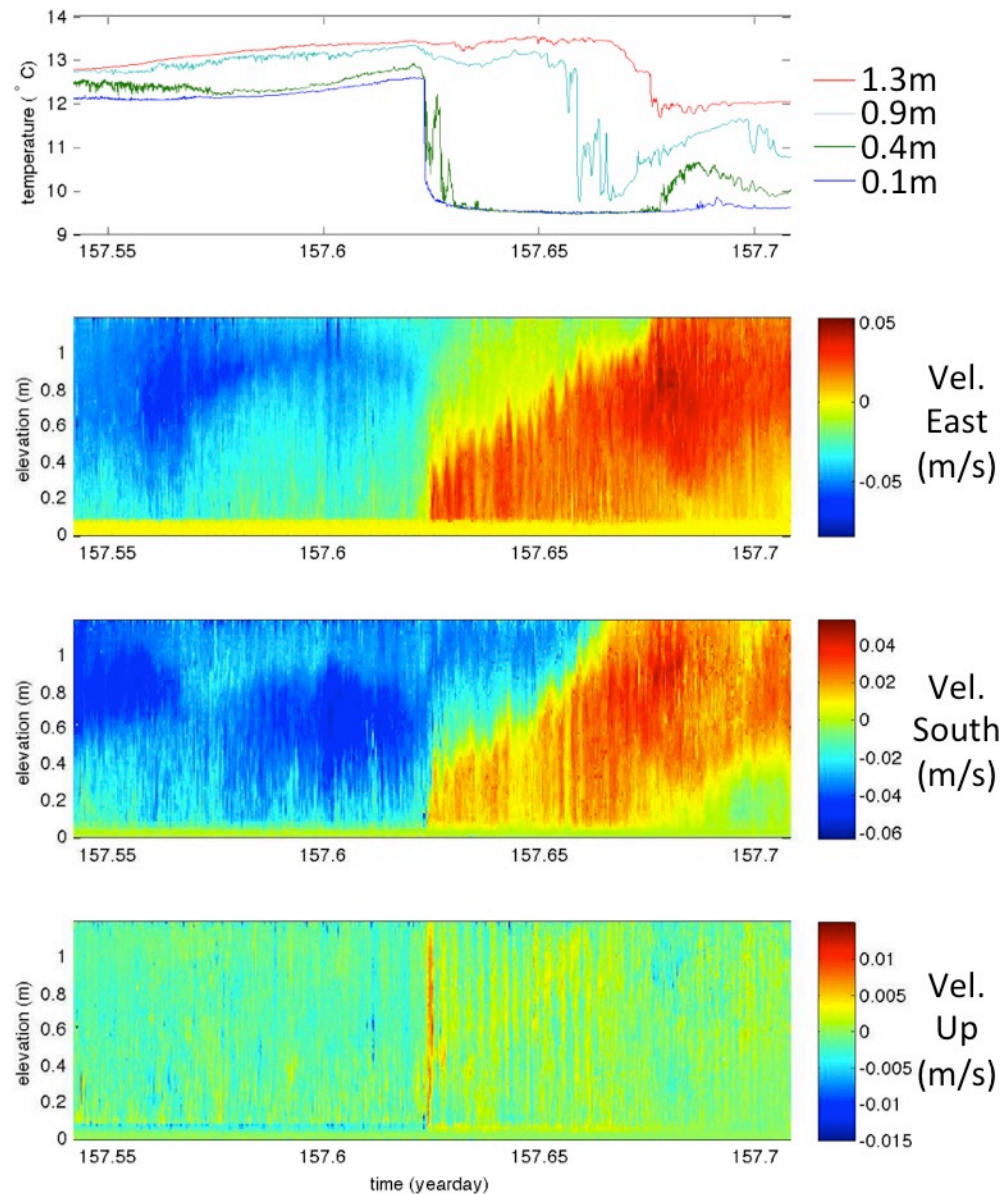 14
13
12
11
10
9
temperature ( ° C)
157.55 157.6 157.65 157.7
1.3m
0.9m
0.4m
0.1m
1
0.8
0.6
0.4
0.2
0
elevation (m)
157.55 157.6 157.65 157.7
0.05
0
-0.05
Vel.
East
(m/s)
1
0.8
0.6
0.4
0.2
0
elevation (m)
157.55 157.6 157.65 157.7
0.04
0.02
0
-0.02
-0.04
-0.06
Vel.
South
(m/s)
1
0.8
0.6
0.4
0.2
0
elevation (m)
157.55 157.6 157.65 157.7
time (yearday)
0.01
0.005
0
-0.005
-0.01
-0.015
Vel.
Up
(m/s)